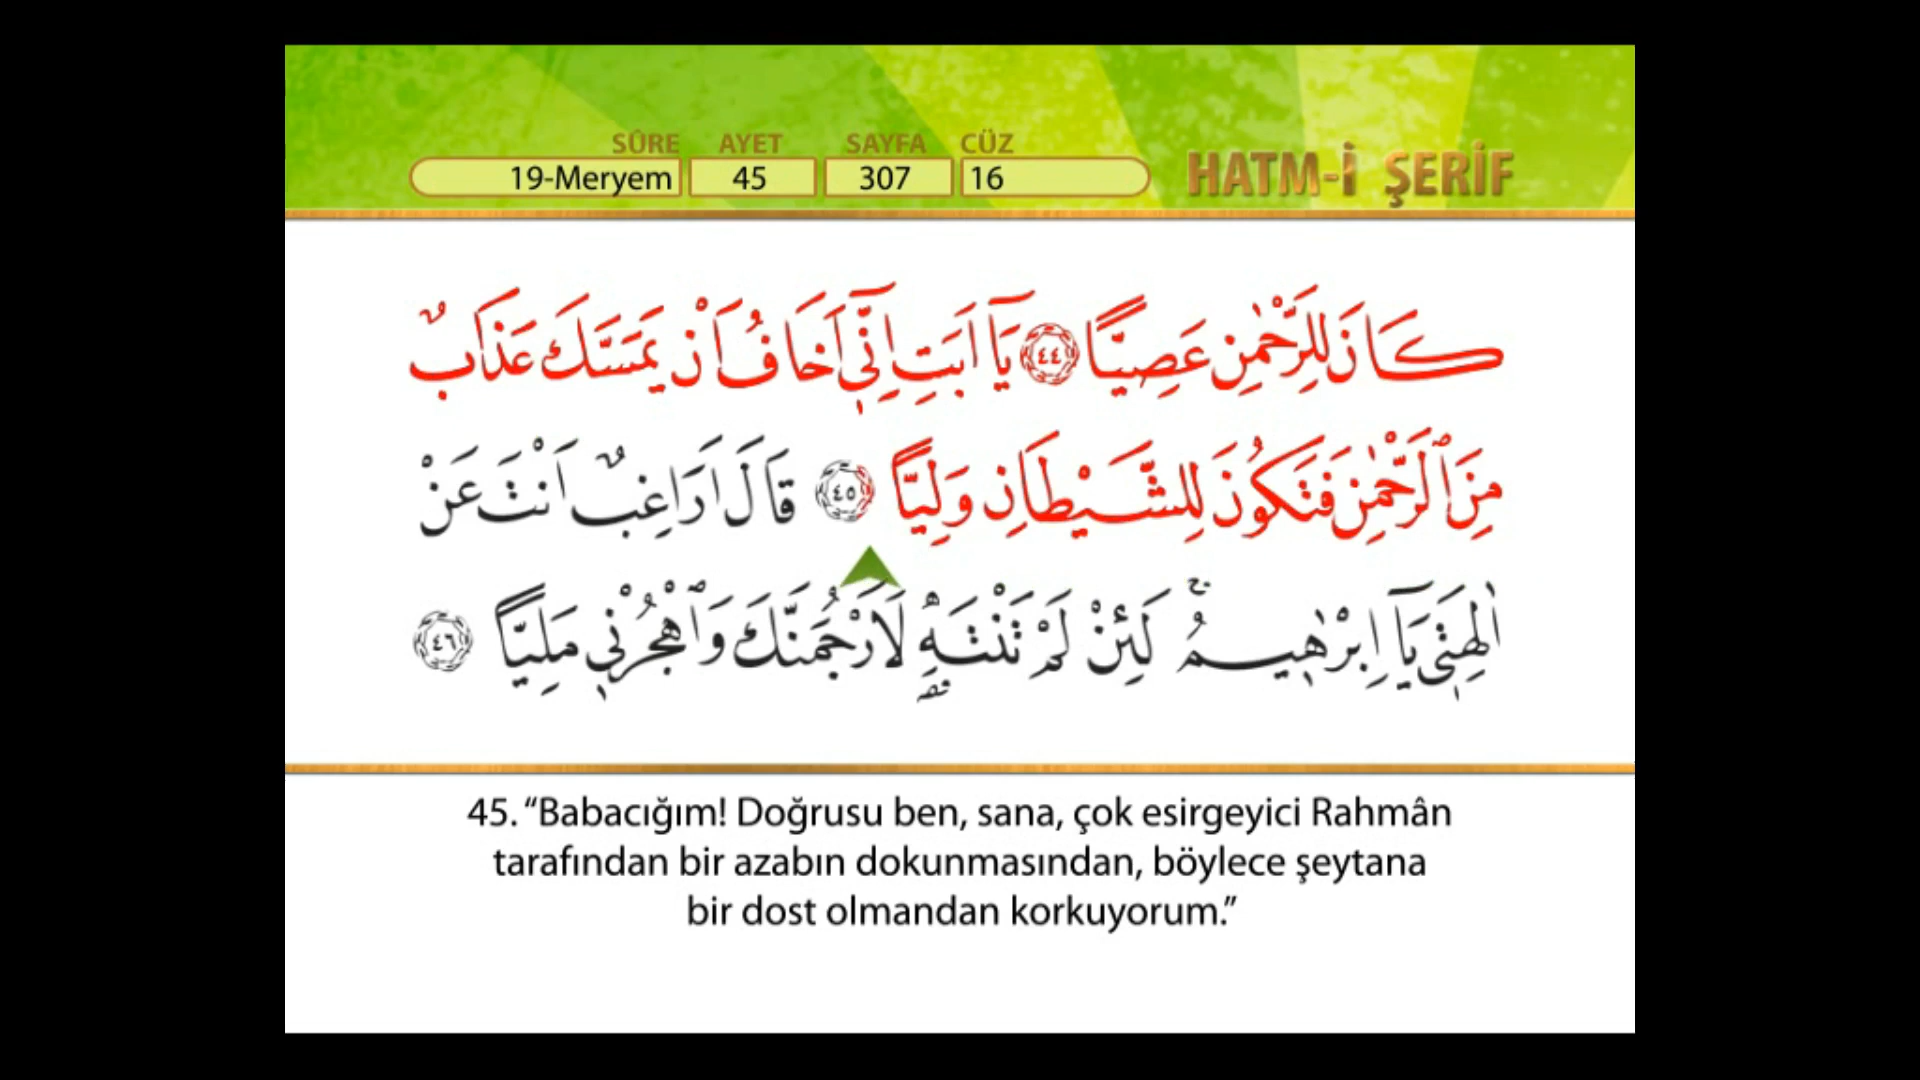 SÛRE AYET SAYFA CÜZ
19-Meryem 45 307 16
HATM-İ ŞERİF
كَانَ لِلرَّحْمٰنِ عَصِيًّا ﴿٤٤﴾ يَٓا اَبَتِ اِنّ۪ٓي اَخَافُ اَنْ يَمَسَّكَ عَذَابٌ
مِنَ ٱلرَّحْمٰنِ فَتَكُونَ لِلشَّيْطَانِ وَلِيًّا ﴿٤٥﴾ قَالَ اَرَاغِبٌ اَنْتَ عَنْ
اٰلِهَت۪ي يَٓا اِبْرٰه۪يمُۚ لَئِنْ لَمْ تَنْتَهِ لَاَرْجُمَنَّكَ وَٱهْجُرْن۪ي مَلِيًّا ﴿٤٦﴾
45. “Babacığım! Doğrusu ben, sana, çok esirgeyici Rahmân
tarafından bir azabın dokunmasından, böylece şeytana
bir dost olmandan korkuyorum.”